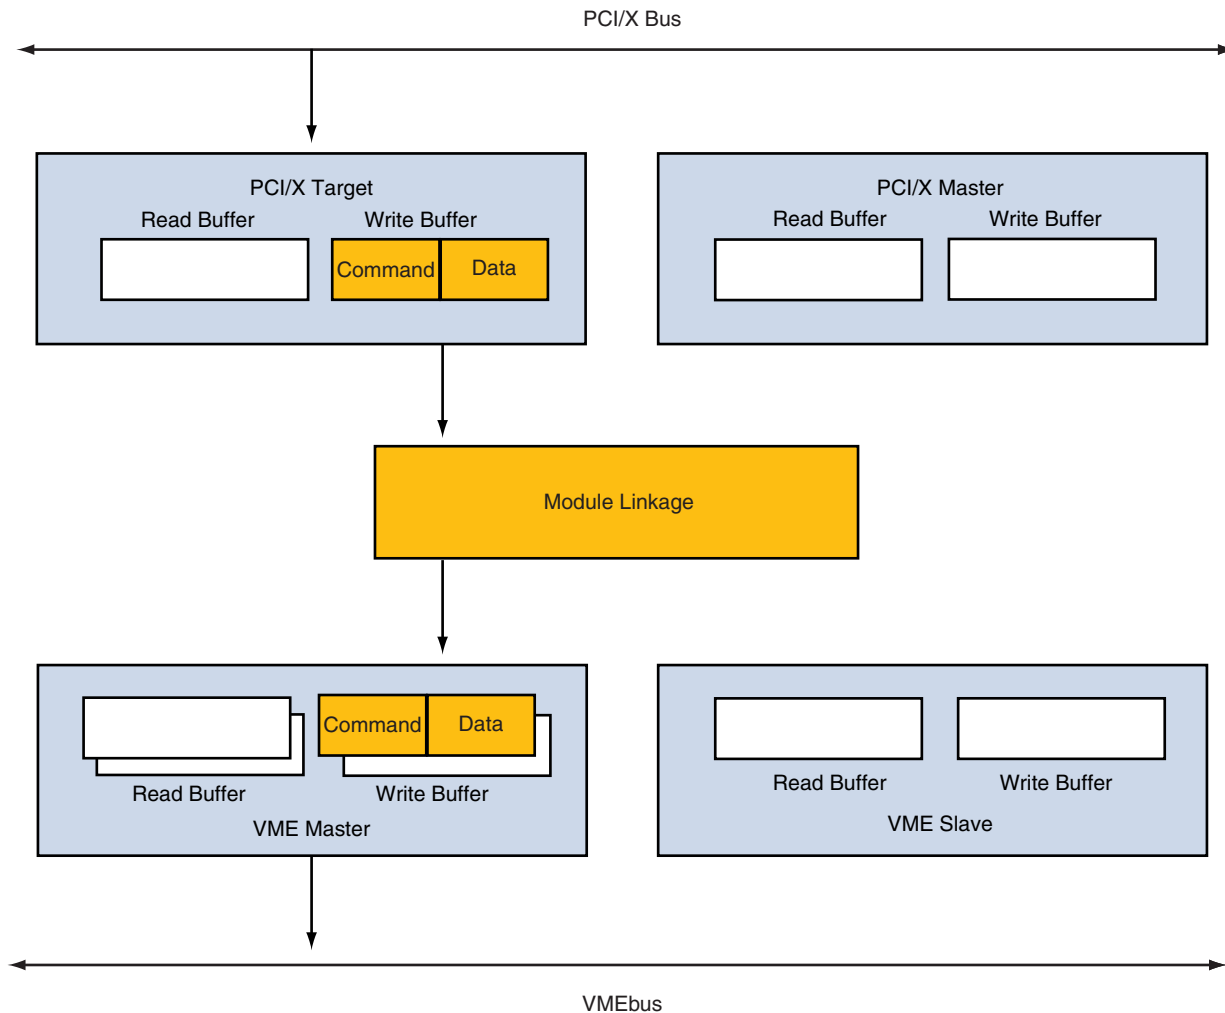 PCI/X Bus
PCI/X Target
Read Buffer
Write Buffer
Command
Data
PCI/X Master
Read Buffer
Write Buffer
Module Linkage
Command
Data
Read Buffer
Write Buffer
VME Master
Read Buffer
Write Buffer
VME Slave
VMEbus